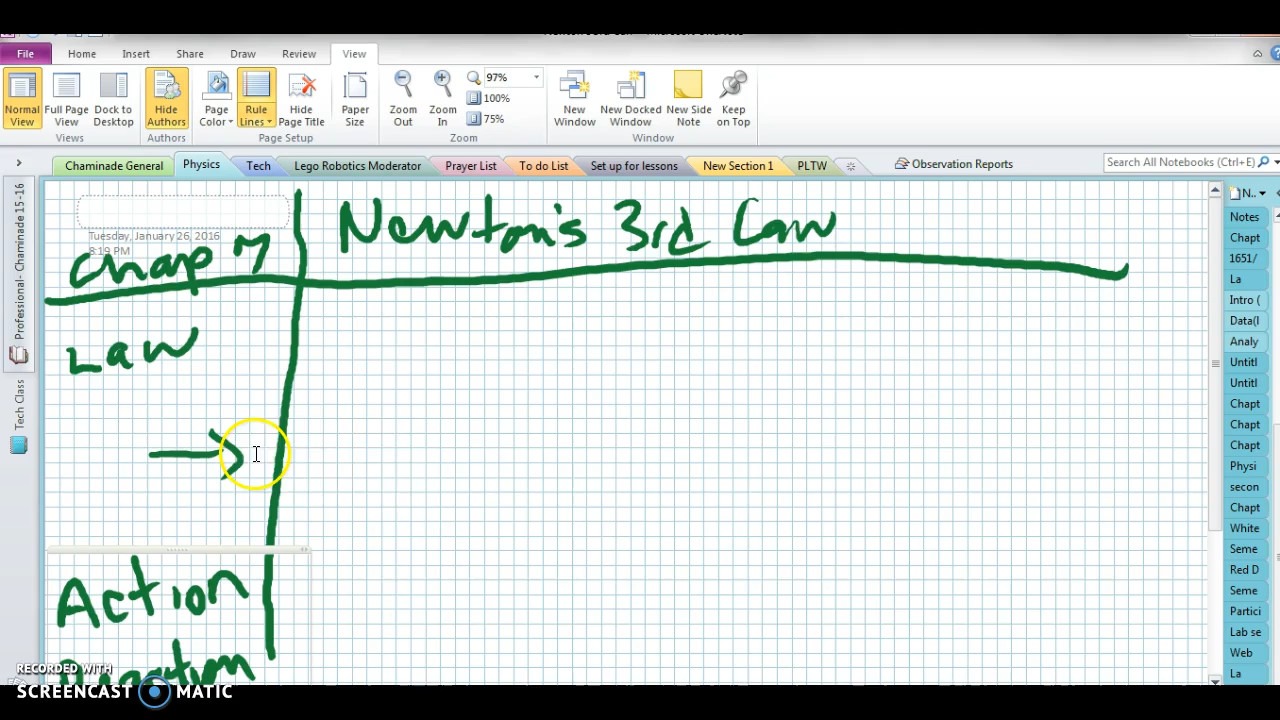 File Home Insert Share Draw Review View
Normal View Full Page View Dock to Desktop Hide Authors Page Color Rule Lines Hide Page Title Paper Size Zoom Out Zoom In 97% 100% 75% New Window New Docked Window New Side Note Keep on Top
Views Authors Page Setup Zoom Window
Chaminade General Physics Tech Lego Robotics Moderator Prayer List To do List Set up for lessons New Section 1 PLTW Observation Reports Search All Notebooks (Ctrl+E)
Professional- Chaminade 15-16
Tech Class
Newton's 3rd Law
Tuesday, January 26, 2016
8:19 PM
Chap 7
Law
Action
Reaction
N..
Notes
Chapt
1651/
La
Intro (
Data(I
Analy
Untitl
Untitl
Chapt
Chapt
Chapt
Physi
secon
Chapt
White
Seme
Red D
Seme
Partici
Lab se
Web
La
RECORDED WITH
SCREENCAST MATIC